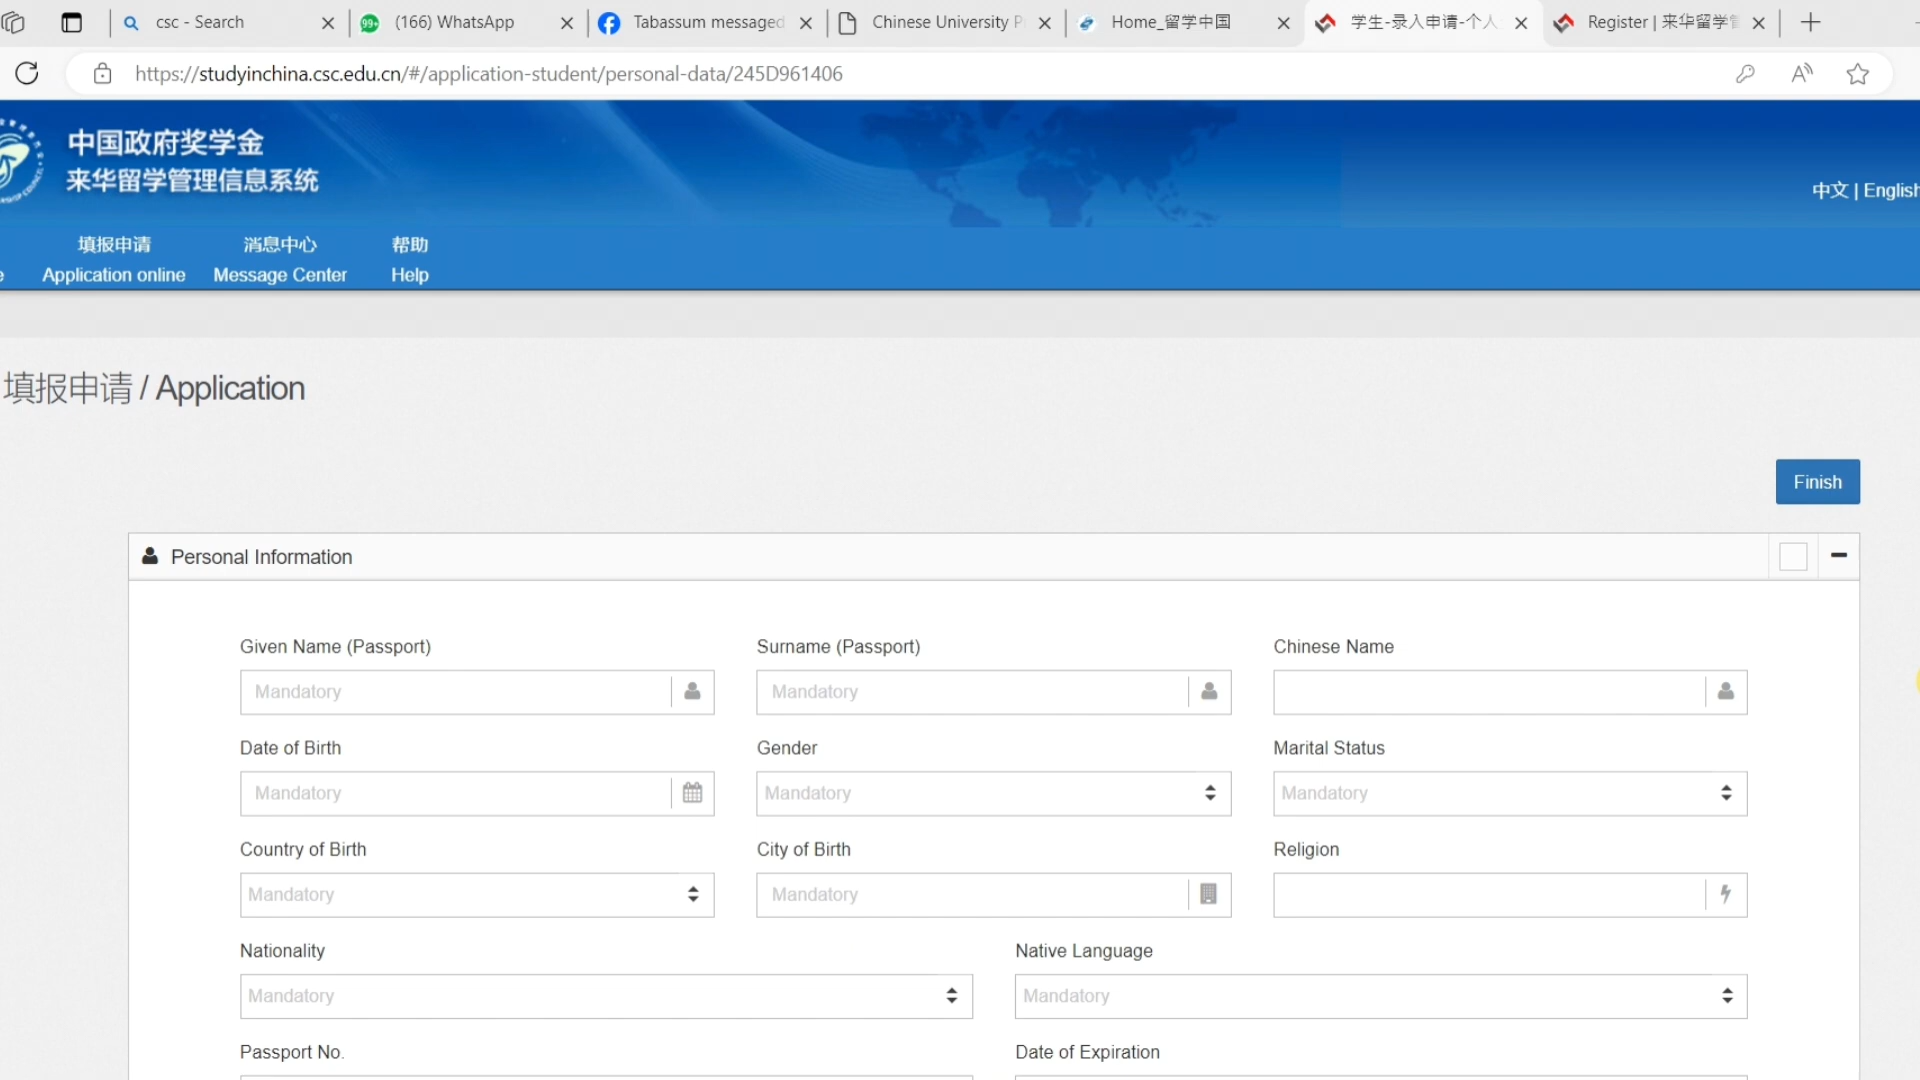 csc - Search
(166) WhatsApp
Tabassum messaged
Chinese University P
Home_留学中国
学生-录入申请-个人
Register | 来华留学管
https://studyinchina.csc.edu.cn/#/application-student/personal-data/245D961406
中国政府奖学金
来华留学管理信息系统
中文 | English
填报申请 消息中心 帮助
e Application online Message Center Help
填报申请 / Application
Finish
Personal Information
Given Name (Passport) Surname (Passport) Chinese Name
Mandatory Mandatory
Date of Birth Gender Marital Status
Mandatory Mandatory Mandatory
Country of Birth City of Birth Religion
Mandatory Mandatory
Nationality Native Language
Mandatory Mandatory
Passport No. Date of Expiration